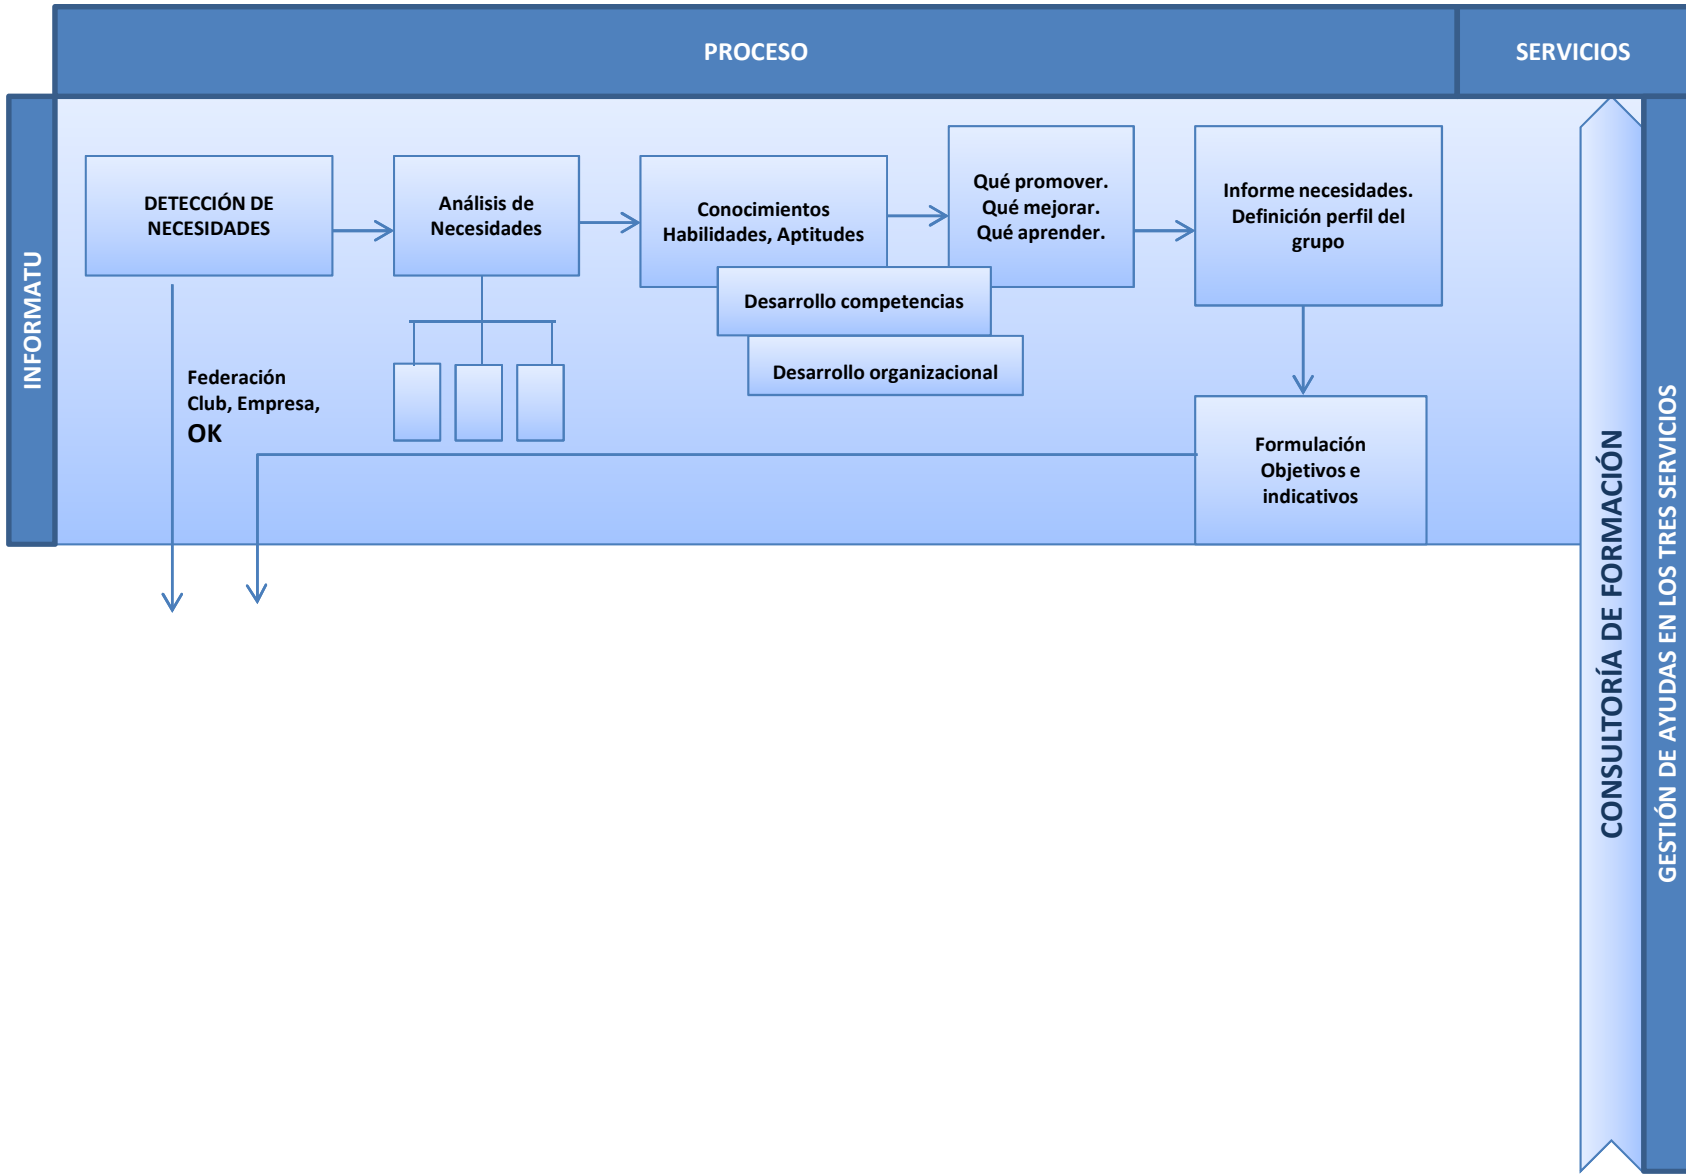 PROCESO
SERVICIOS
INFORMATU
DETECCIÓN DE
NECESIDADES
Análisis de
Necesidades
Conocimientos
Habilidades, Aptitudes
Qué promover.
Qué mejorar.
Qué aprender.
Informe necesidades.
Definición perfil del
grupo
Desarrollo competencias
Desarrollo organizacional
Federación
Club, Empresa,
OK
Formulación
Objetivos e
indicativos
CONSULTORÍA DE FORMACIÓN
GESTIÓN DE AYUDAS EN LOS TRES SERVICIOS